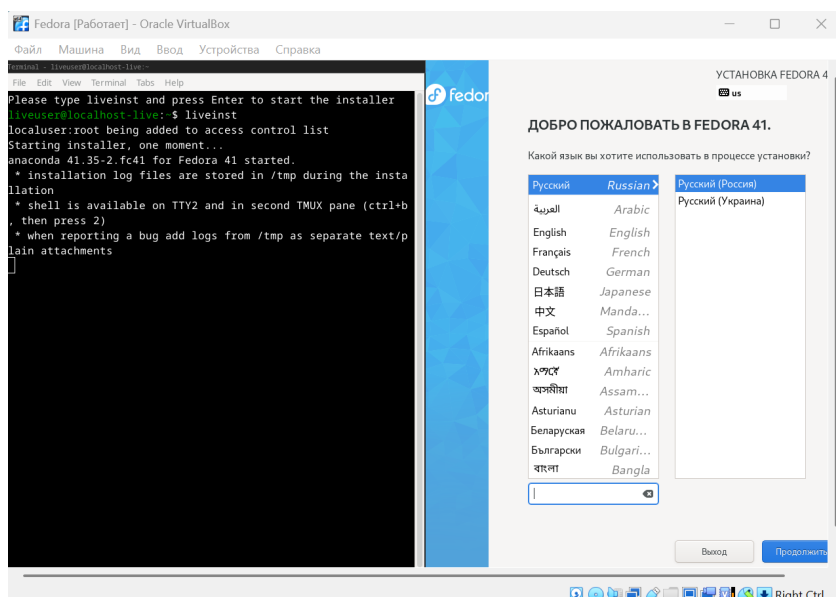 Fedora [Работает] - Oracle VirtualBox
Файл Машина Вид Ввод Устройства Справка
Terminal - liveuser@localhost-live:~
File Edit View Terminal Tabs Help
Please type liveinst and press Enter to start the installer
liveuser@localhost-live:~$ liveinst
localuser:root being added to access control list
Starting installer, one moment...
anaconda 41.35-2.fc41 for Fedora 41 started.
* installation log files are stored in /tmp during the insta
llation
* shell is available on TTY2 and in second TMUX pane (ctrl+b
, then press 2)
* when reporting a bug add logs from /tmp as separate text/p
lain attachments
fedor
УСТАНОВКА FEDORA 4
us
ДОБРО ПОЖАЛОВАТЬ В FEDORA 41.
Какой язык вы хотите использовать в процессе установки?
Русский Russian
العربية Arabic
English English
Français French
Deutsch German
日本語 Japanese
中文 Manda...
Español Spanish
Afrikaans Afrikaans
አማርኛ Amharic
অসমীয়া Assam...
Asturianu Asturian
Беларуская Belaru...
Български Bulgari...
বাংলা Bangla
Русский (Россия)
Русский (Украина)
Выход
Продолжить
Right Ctrl